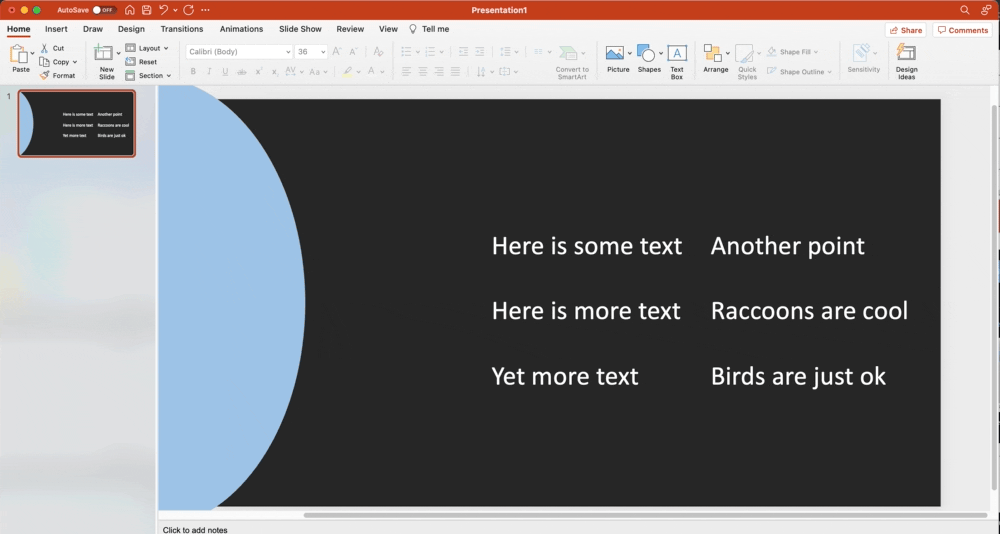 AutoSave OFF Presentation1
Home Insert Draw Design Transitions Animations Slide Show Review View Tell me Share Comments
Paste Cut Copy Format New Slide Layout Reset Section Calibri (Body) 36 Convert to SmartArt Picture Shapes Text Box Arrange Quick Styles Shape Fill Shape Outline Sensitivity Design Ideas
1
Here is some text Another point
Here is more text Raccoons are cool
Yet more text Birds are just ok
Here is some text Another point
Here is more text Raccoons are cool
Yet more text Birds are just ok
Click to add notes